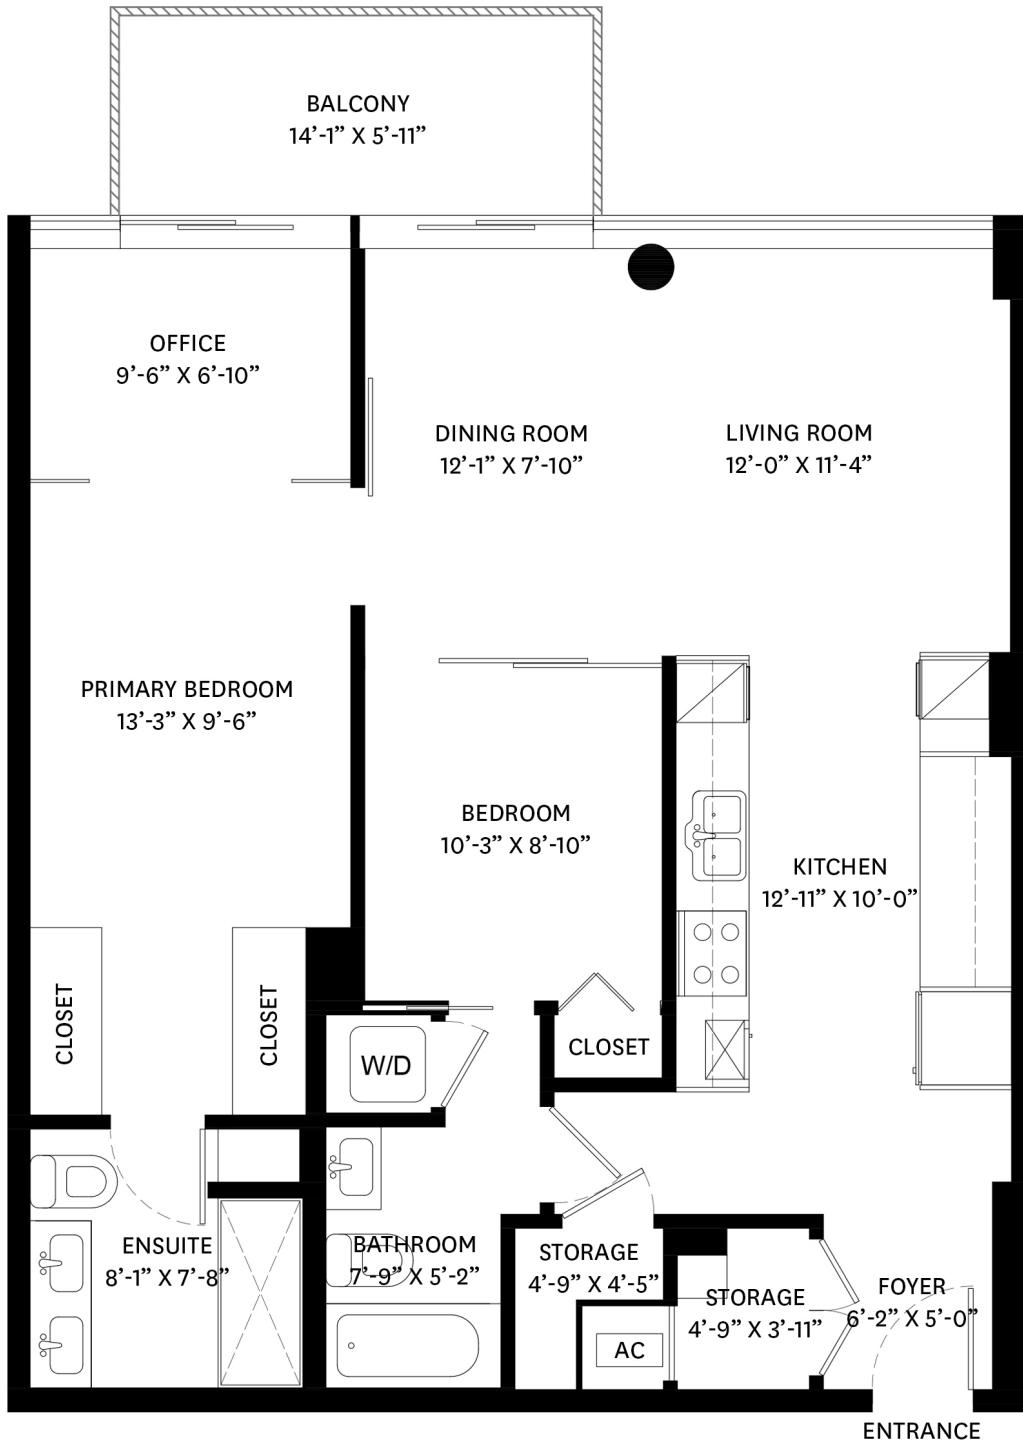 BALCONY
14’-1” X 5’-11”
OFFICE
9’-6” X 6’-10”
DINING ROOM
12’-1” X 7’-10”
LIVING ROOM
12’-0” X 11’-4”
PRIMARY BEDROOM
13’-3” X 9’-6”
BEDROOM
10’-3” X 8’-10”
KITCHEN
12’-11” X 10’-0”
CLOSET
CLOSET
CLOSET
W/D
ENSUITE
8’-1” X 7’-8”
BATHROOM
7’-9” X 5’-2”
STORAGE
4’-9” X 4’-5”
STORAGE
4’-9” X 3’-11”
FOYER
6’-2” X 5’-0”
AC
ENTRANCE